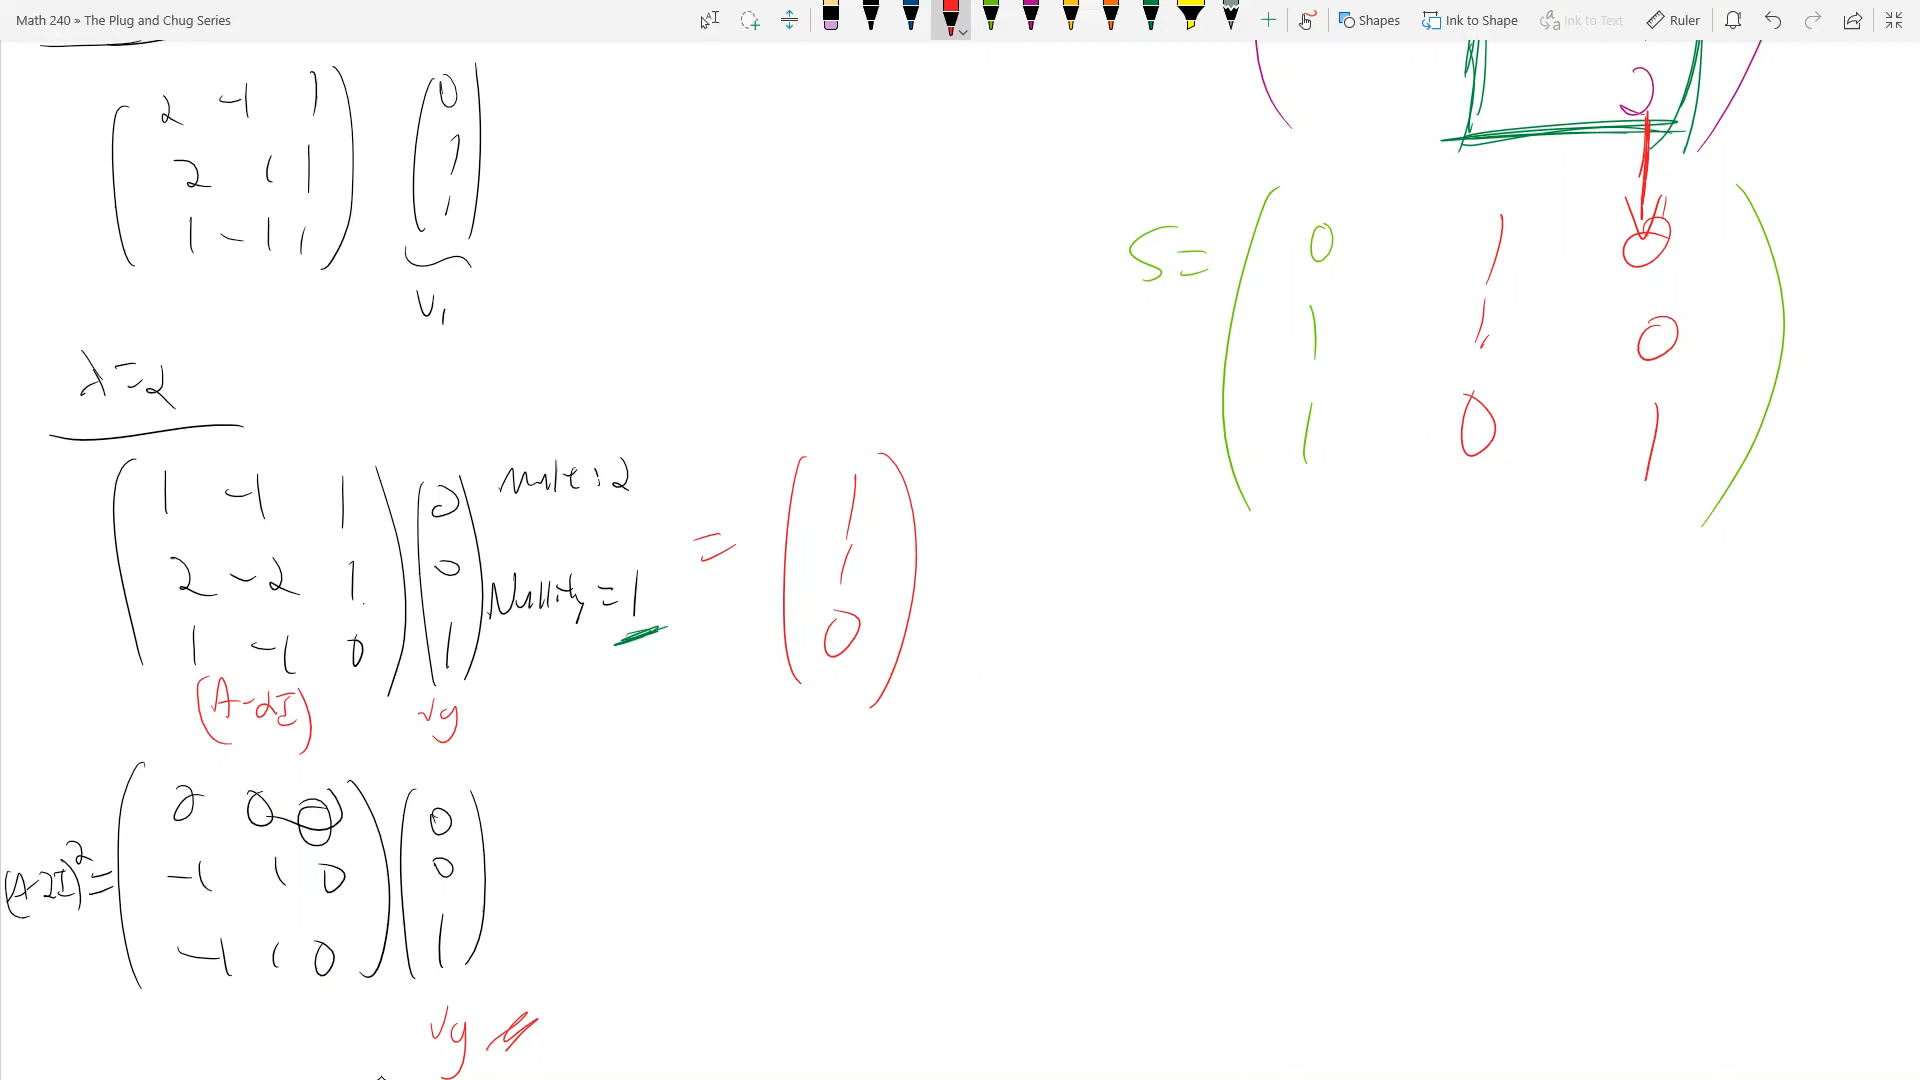 Math 240 » The Plug and Chug Series
Shapes
Ink to Shape
Ink to Text
Ruler
2 -1 1 0
2 1 1 1
1 -1 1 1
v1
λ=2
1 -1 1 0 mult: 2
2 -2 1 0 Nullity = 1
1 -1 0 1
(A-2I) vg
= 1
1
0
(A-2I)² =
0 0 0 0
-1 1 0 0
-1 1 0 1
vg
2
S = 0 1 0
1 1 0
1 0 1